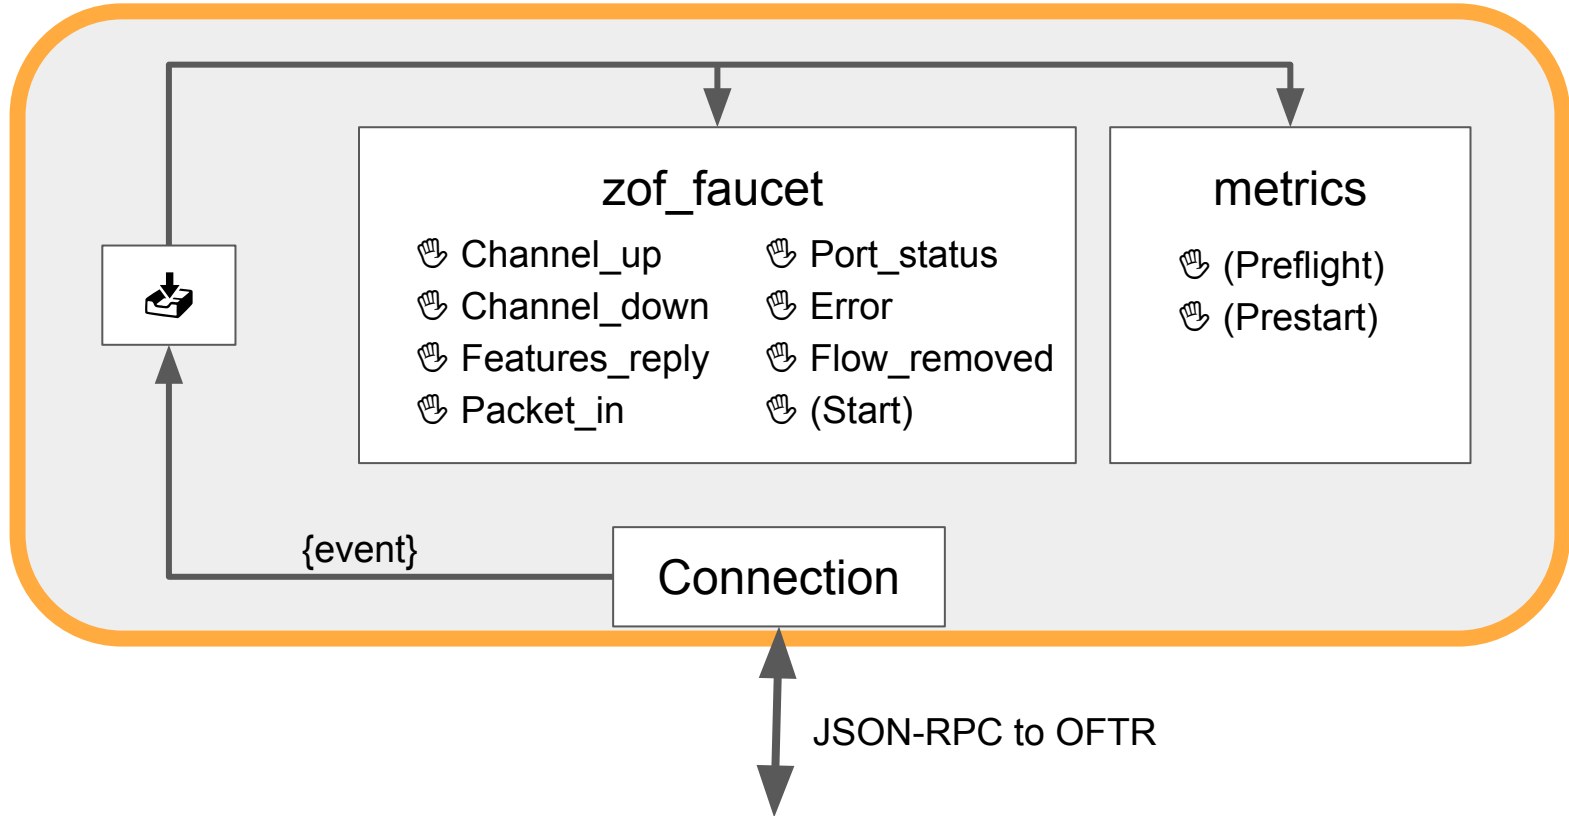 zof_faucet
Channel_up
Channel_down
Features_reply
Packet_in
Port_status
Error
Flow_removed
(Start)
metrics
(Preflight)
(Prestart)
{event}
Connection
JSON-RPC to OFTR